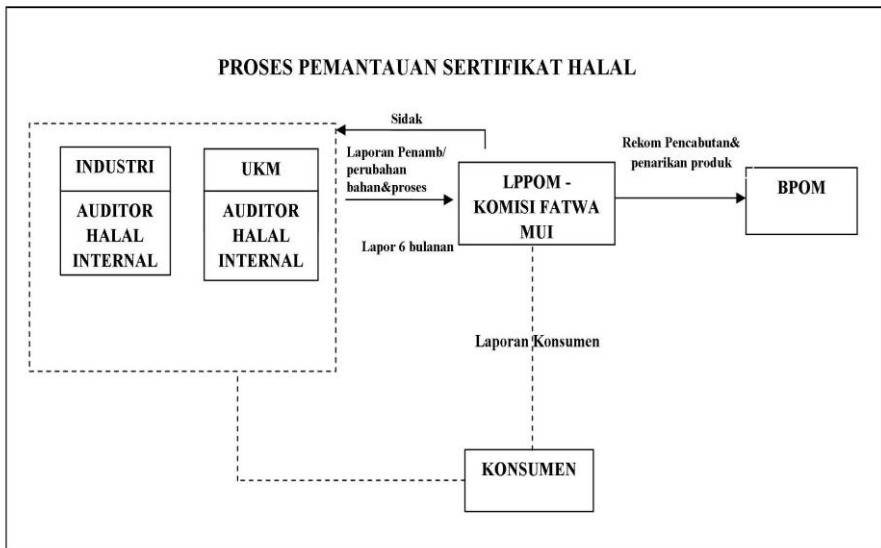 PROSES PEMANTAUAN SERTIFIKAT HALAL
INDUSTRI
AUDITOR
HALAL
INTERNAL
UKM
AUDITOR
HALAL
INTERNAL
Sidak
Laporan Penamb/
perubahan
bahan&proses
Lapor 6 bulanan
LPPOM -
KOMISI FATWA
MUI
Rekom Pencabutan&
penarikan produk
BPOM
Laporan Konsumen
KONSUMEN